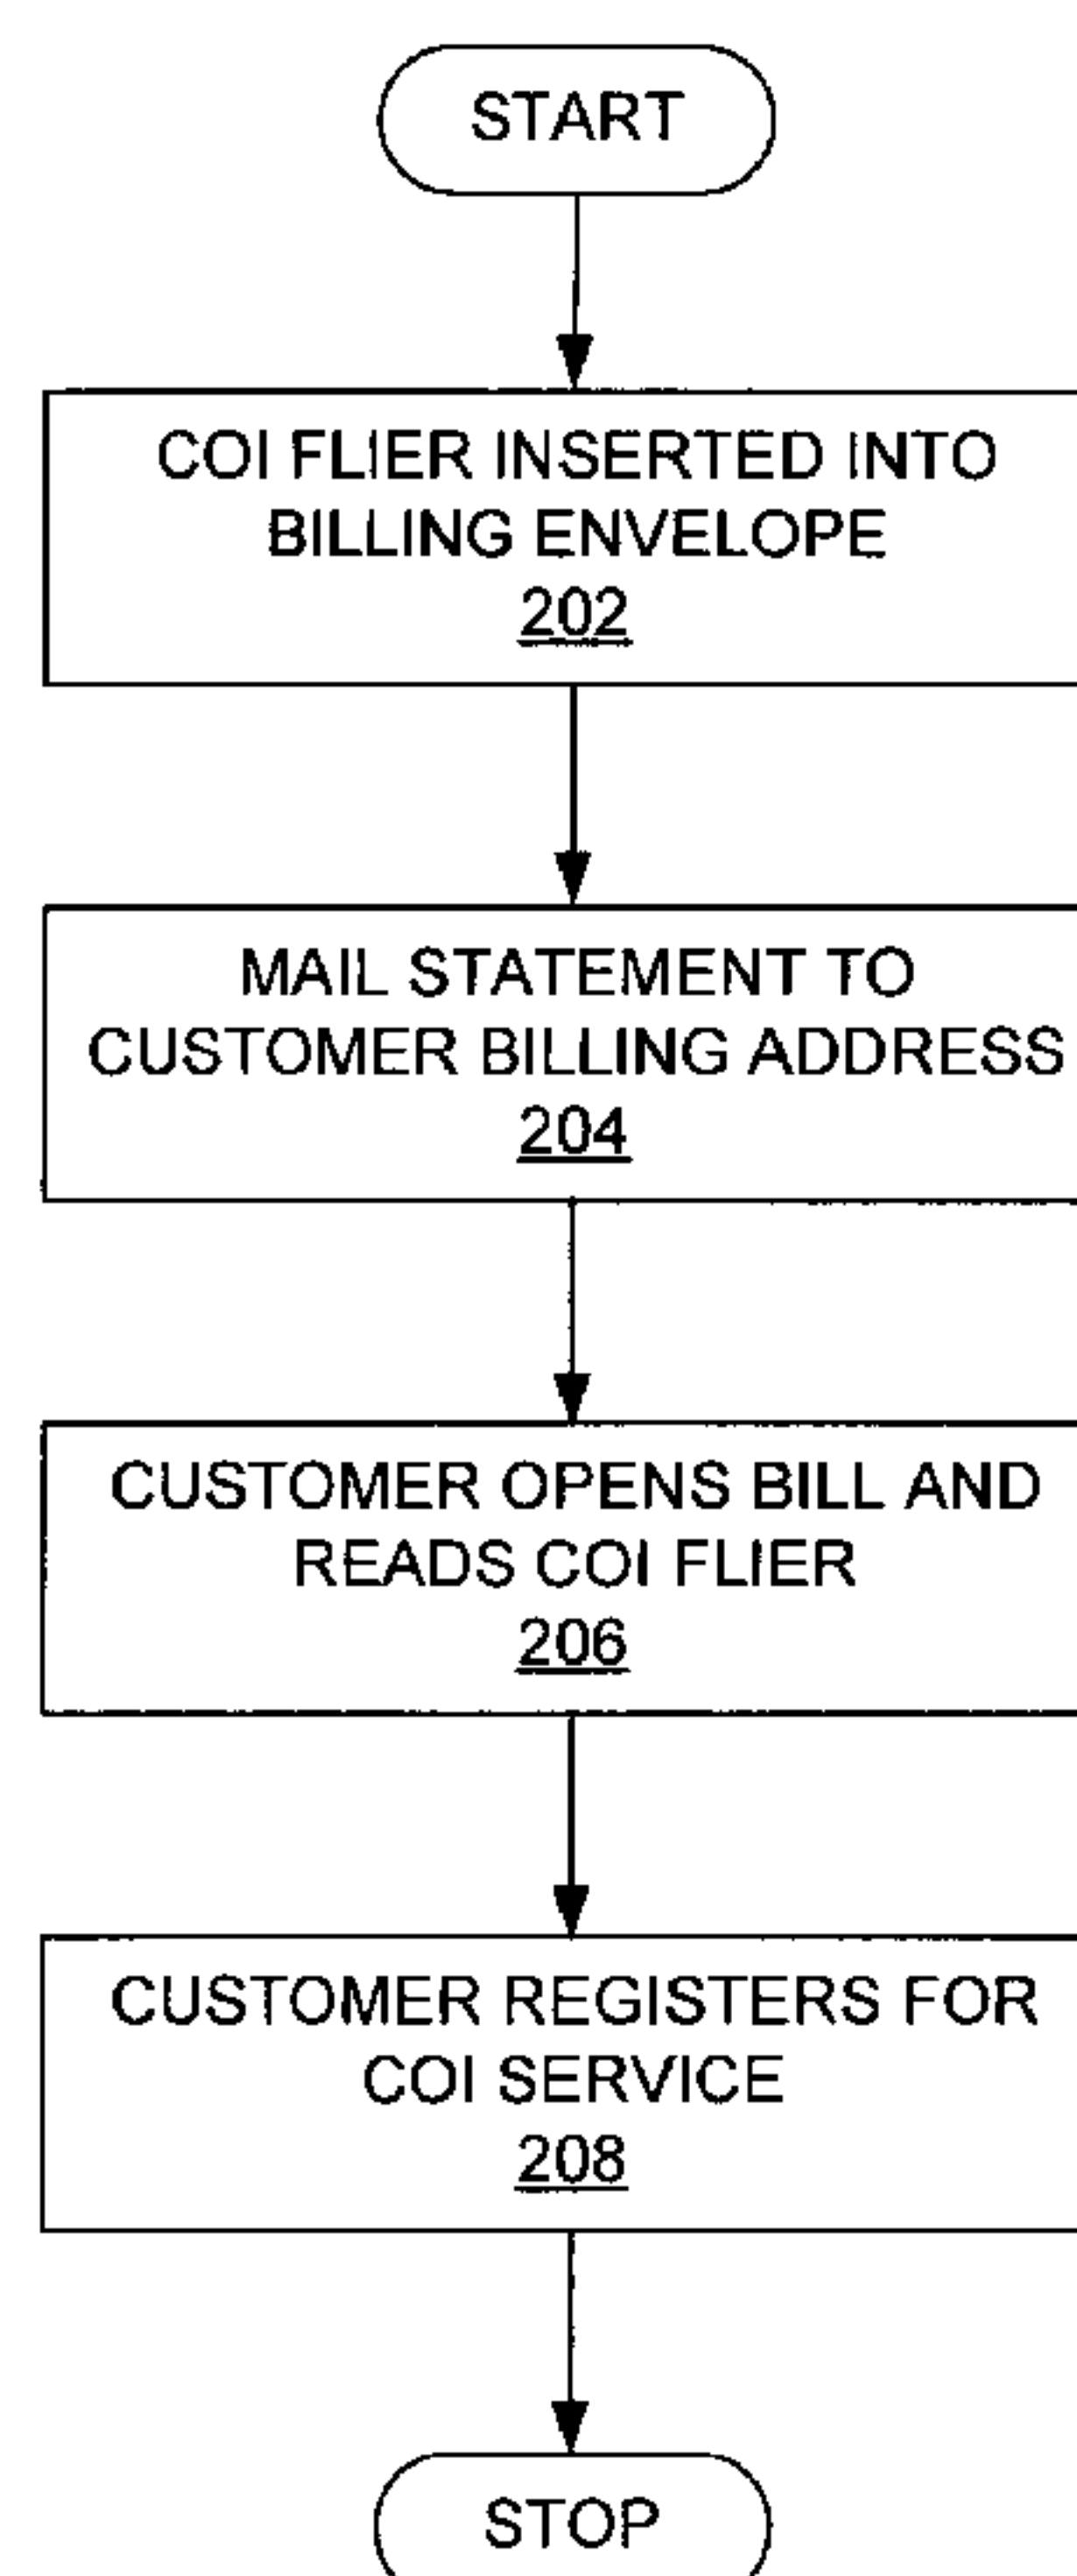 START
COI FLIER INSERTED INTO
BILLING ENVELOPE
202
MAIL STATEMENT TO
CUSTOMER BILLING ADDRESS
204
CUSTOMER OPENS BILL AND
READS COI FLIER
206
CUSTOMER REGISTERS FOR
COI SERVICE
208
STOP